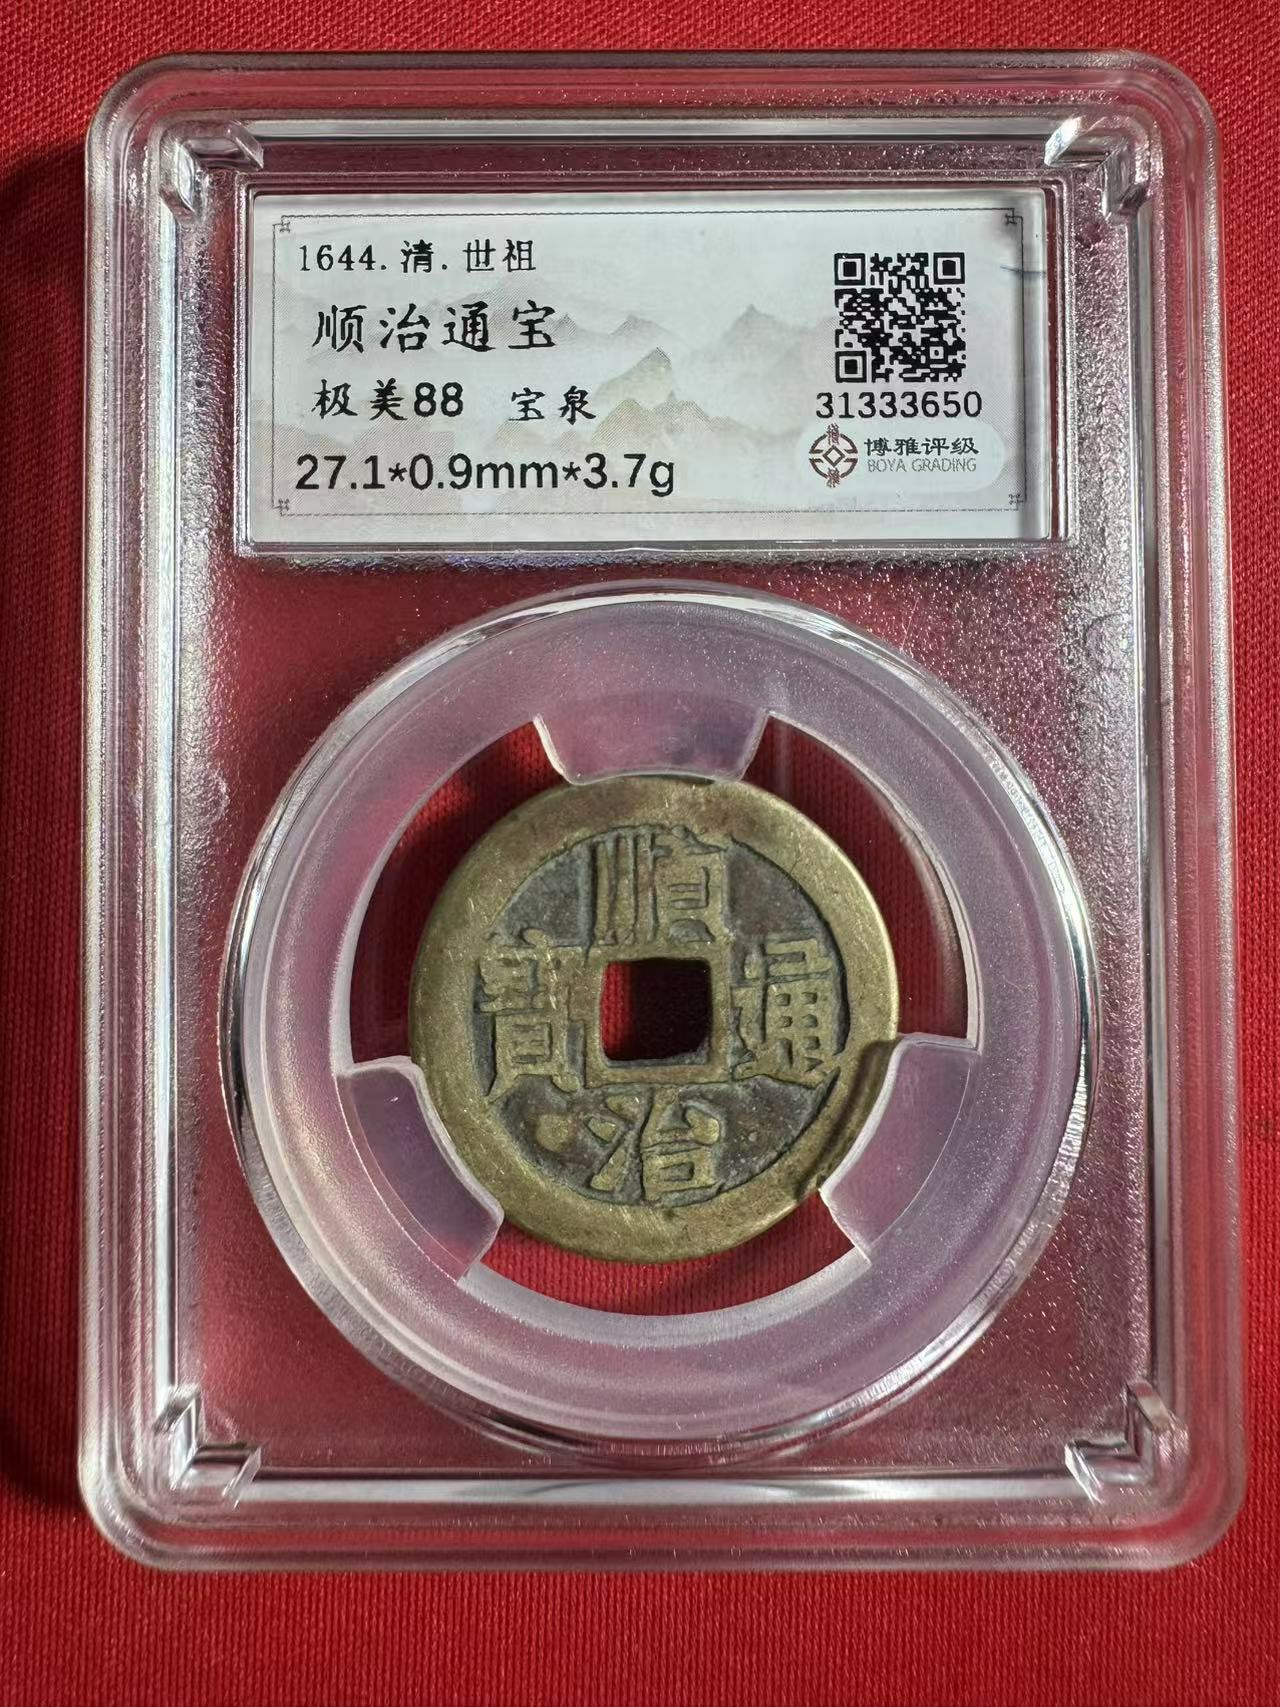 1644.清.世祖
顺治通宝
极美88 宝泉
27.1*0.9mm*3.7g
31333650
博雅评级
BOYA GRADING
順治通寶